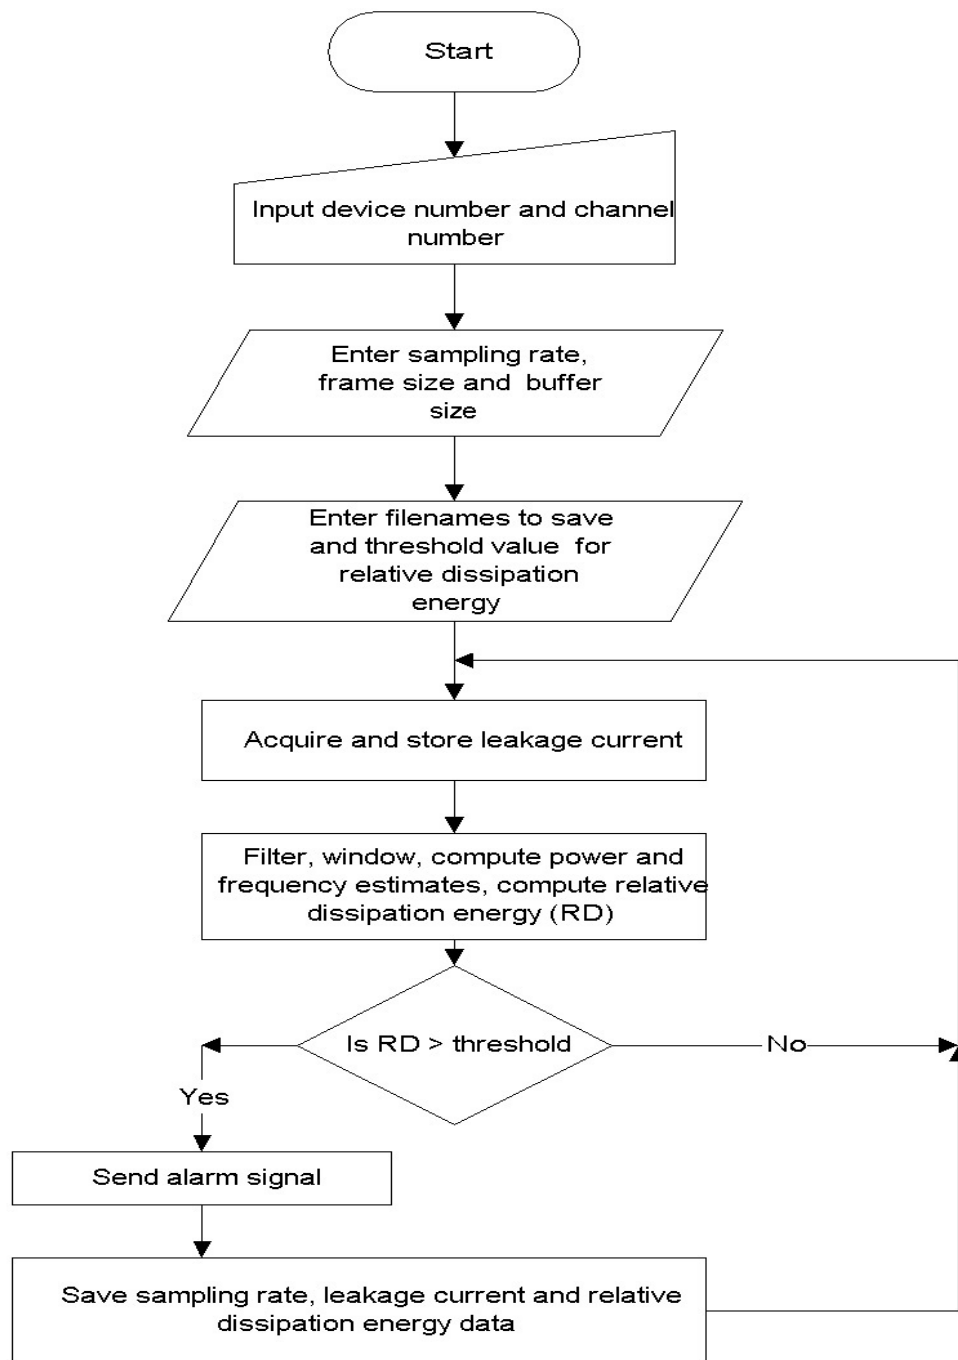 Start
Input device number and channel
number
Enter sampling rate,
frame size and buffer
size
Enter filenames to save
and threshold value for
relative dissipation
energy
Acquire and store leakage current
Filter, window, compute power and
frequency estimates, compute relative
dissipation energy (RD)
Is RD > threshold
No
Yes
Send alarm signal
Save sampling rate, leakage current and relative
dissipation energy data